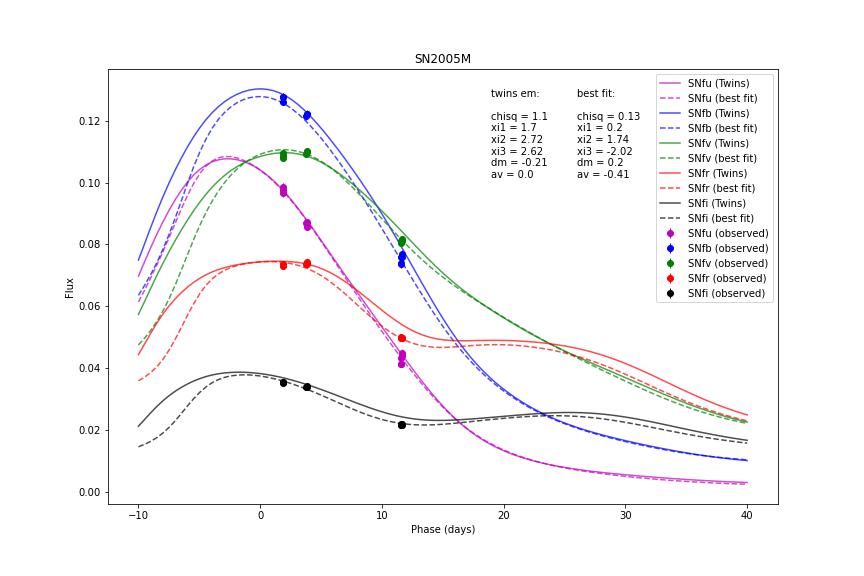 SN2005M
twins em:
chisq = 1.1
xi1 = 1.7
xi2 = 2.72
xi3 = 2.62
dm = -0.21
av = 0.0
best fit:
chisq = 0.13
xi1 = 0.2
xi2 = 1.74
xi3 = -2.02
dm = 0.2
av = -0.41
SNfu (Twins)
SNfu (best fit)
SNfb (Twins)
SNfb (best fit)
SNfv (Twins)
SNfv (best fit)
SNfr (Twins)
SNfr (best fit)
SNfi (Twins)
SNfi (best fit)
SNfu (observed)
SNfb (observed)
SNfv (observed)
SNfr (observed)
SNfi (observed)
Flux
0.12
0.10
0.08
0.06
0.04
0.02
0.00
−10
0
10
20
30
40
Phase (days)